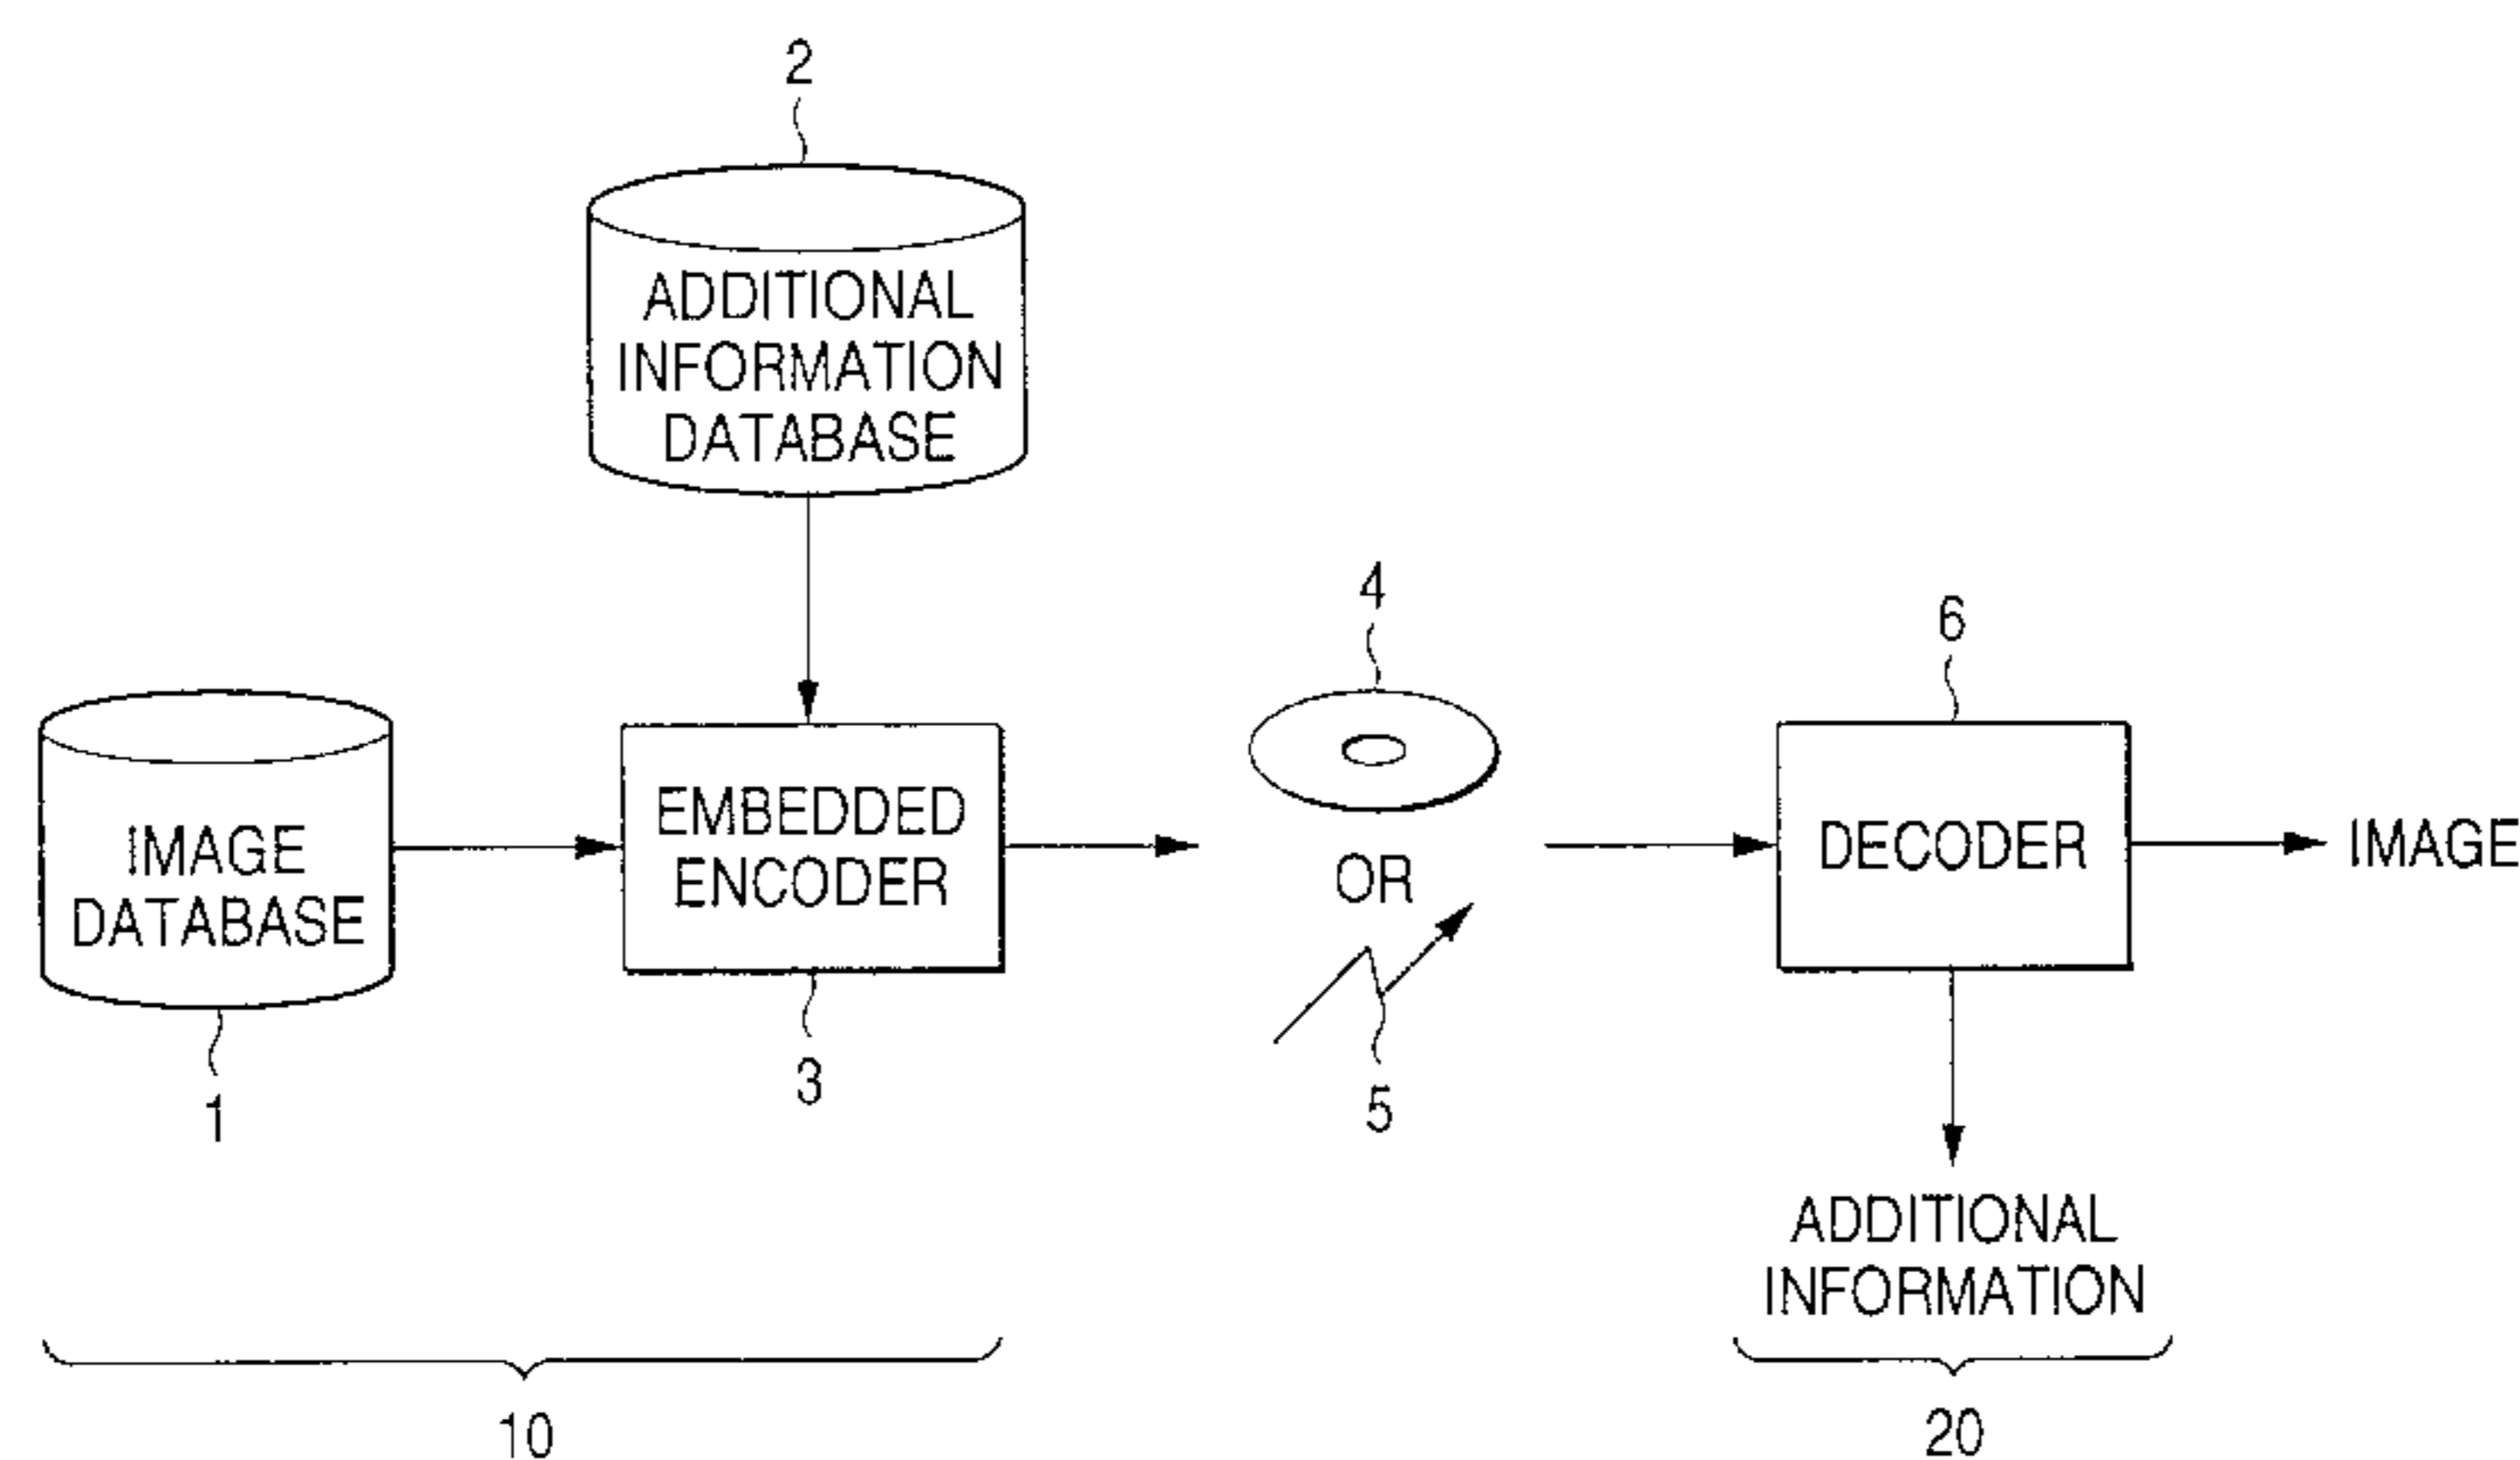 2
ADDITIONAL
INFORMATION
DATABASE
4
6
IMAGE
DATABASE
EMBEDDED
ENCODER
OR
DECODER
IMAGE
1
3
5
ADDITIONAL
INFORMATION
10
20